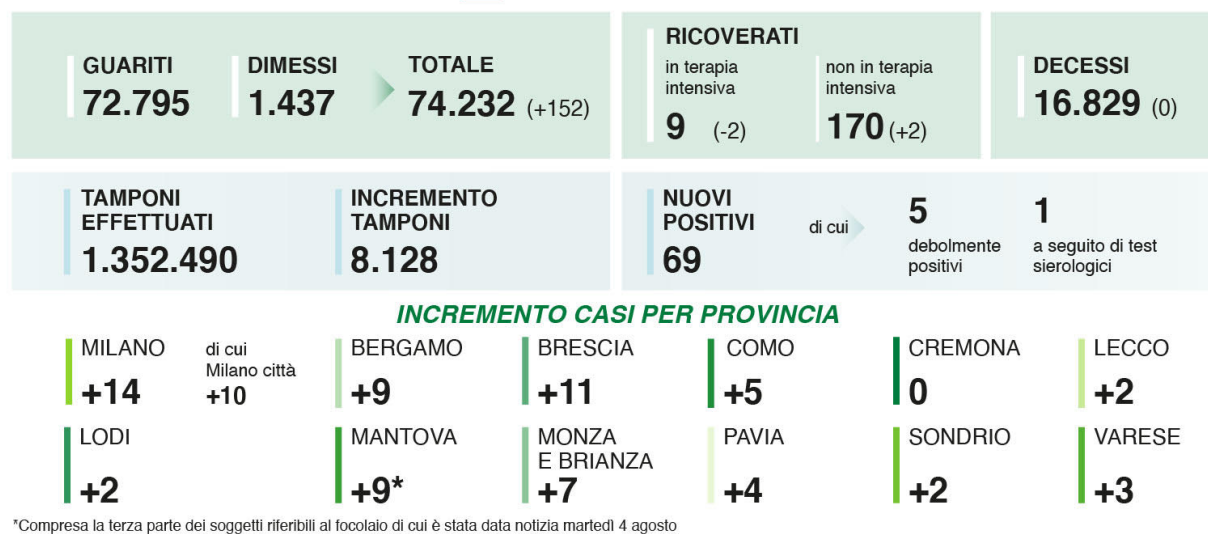 GUARITI
72.795
DIMESSI
1.437
TOTALE
74.232 (+152)
RICOVERATI
in terapia
intensiva
9 (-2)
non in terapia
intensiva
170 (+2)
DECESSI
16.829 (0)
TAMPONI
EFFETTUATI
1.352.490
INCREMENTO
TAMPONI
8.128
NUOVI
POSITIVI
69
di cui
5
debolmente
positivi
1
a seguito di test
sierologici
INCREMENTO CASI PER PROVINCIA
MILANO
+14
di cui
Milano città
+10
BERGAMO
+9
BRESCIA
+11
COMO
+5
CREMONA
0
LECCO
+2
LODI
+2
MANTOVA
+9*
MONZA
E BRIANZA
+7
PAVIA
+4
SONDRIO
+2
VARESE
+3
*Compresa la terza parte dei soggetti riferibili al focolaio di cui è stata data notizia martedì 4 agosto